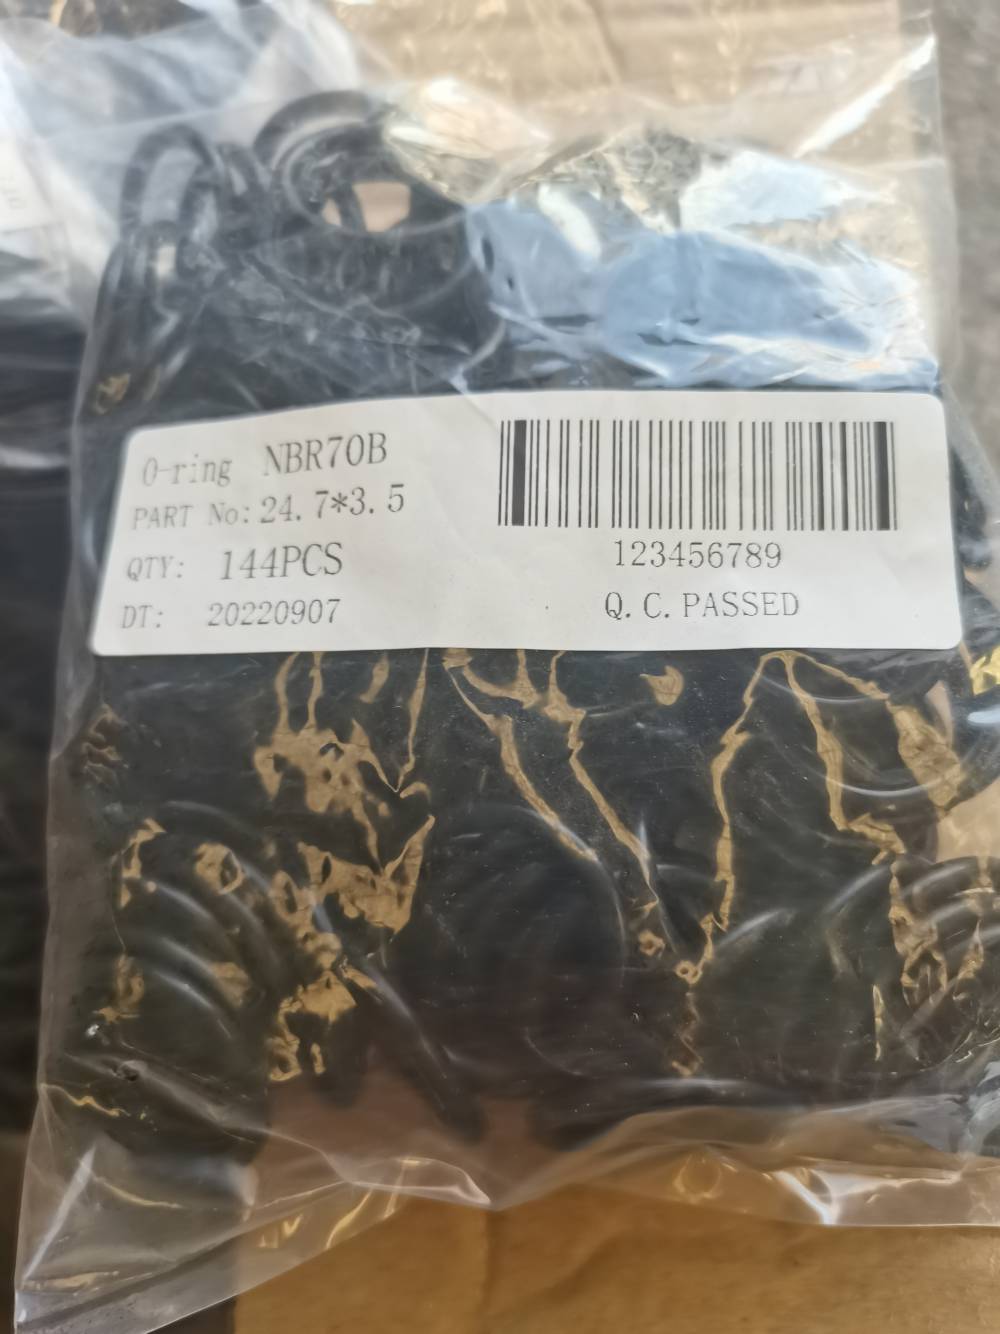 O-ring NBR70B
PART No: 24.7*3.5
QTY: 144PCS
DT: 20220907
123456789
Q.C.PASSED